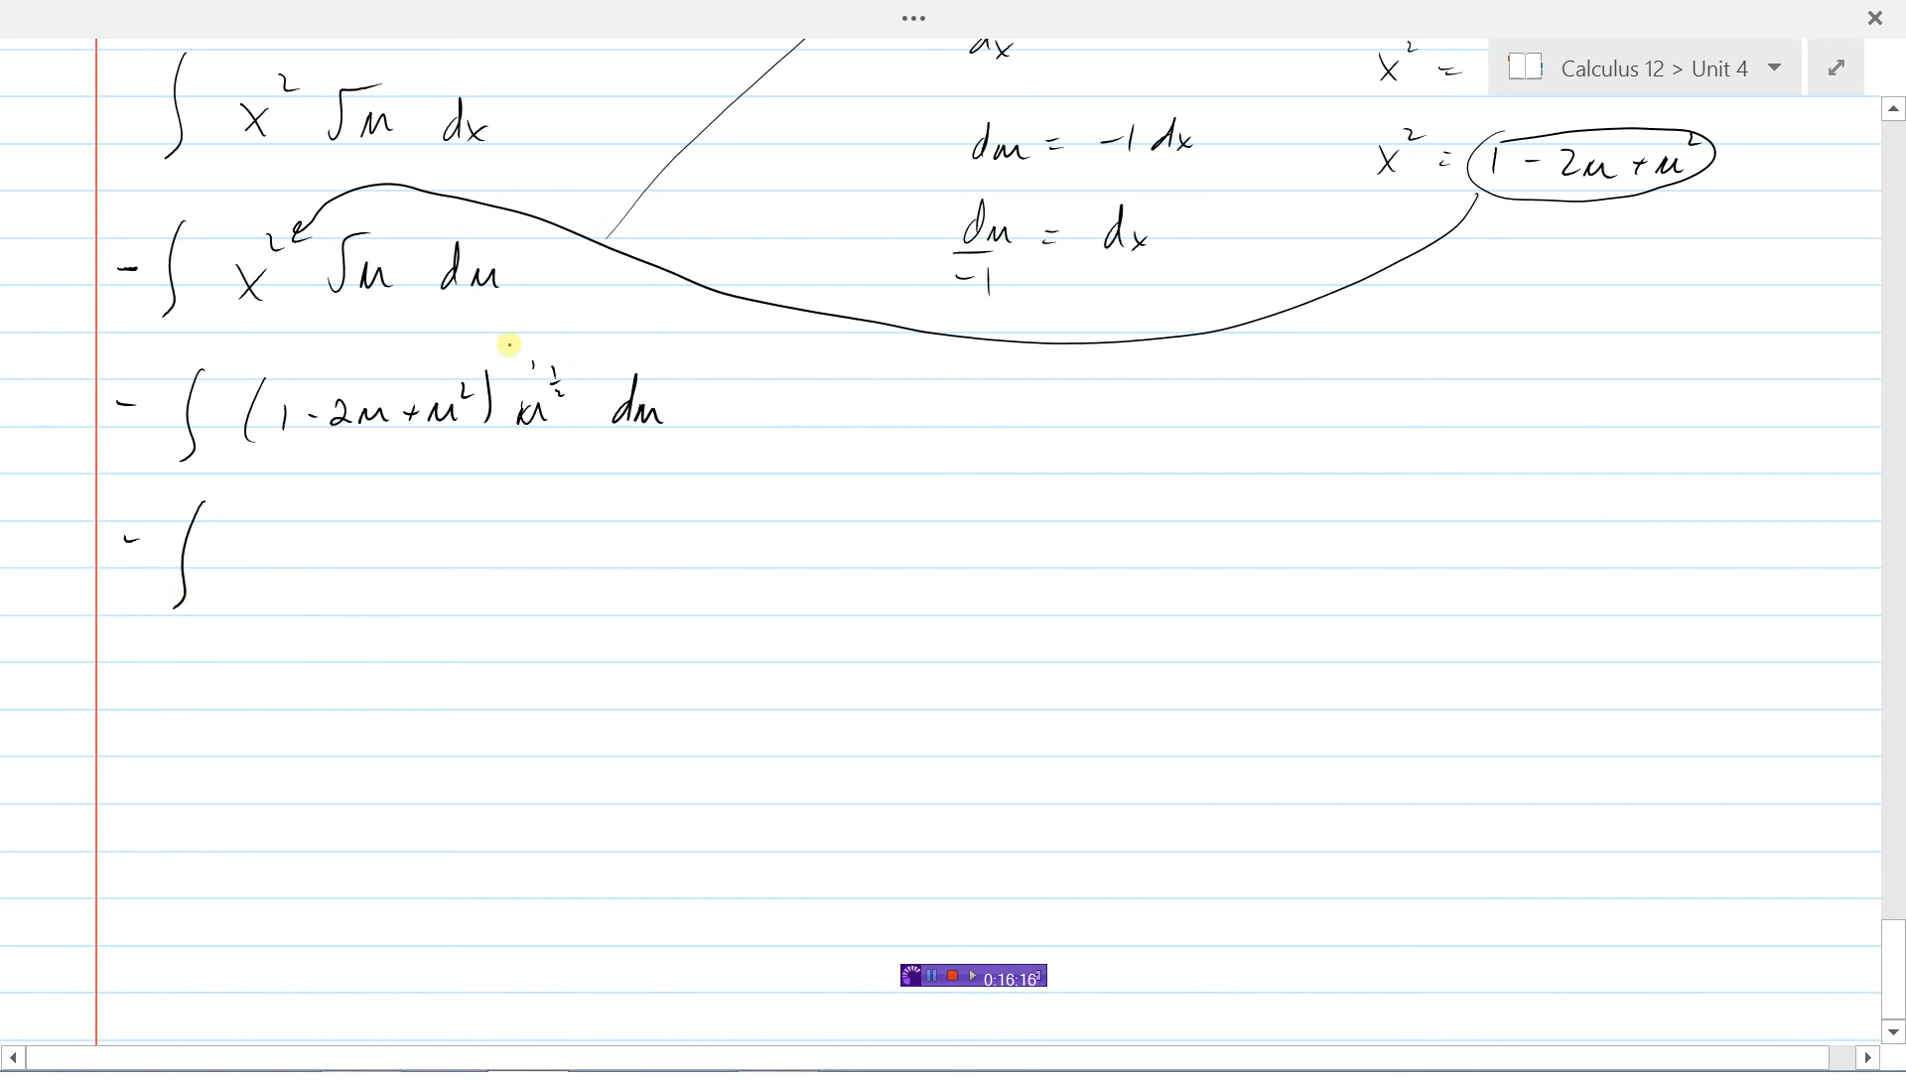 •••
Calculus 12 > Unit 4
dx
x² =
∫ x² √u dx
du = -1 dx
x² = 1 - 2u + u²
- ∫ x² √u du
du/-1 = dx
- ∫ (1 - 2u + u²) u^1/2 du
- ∫
0:16:16